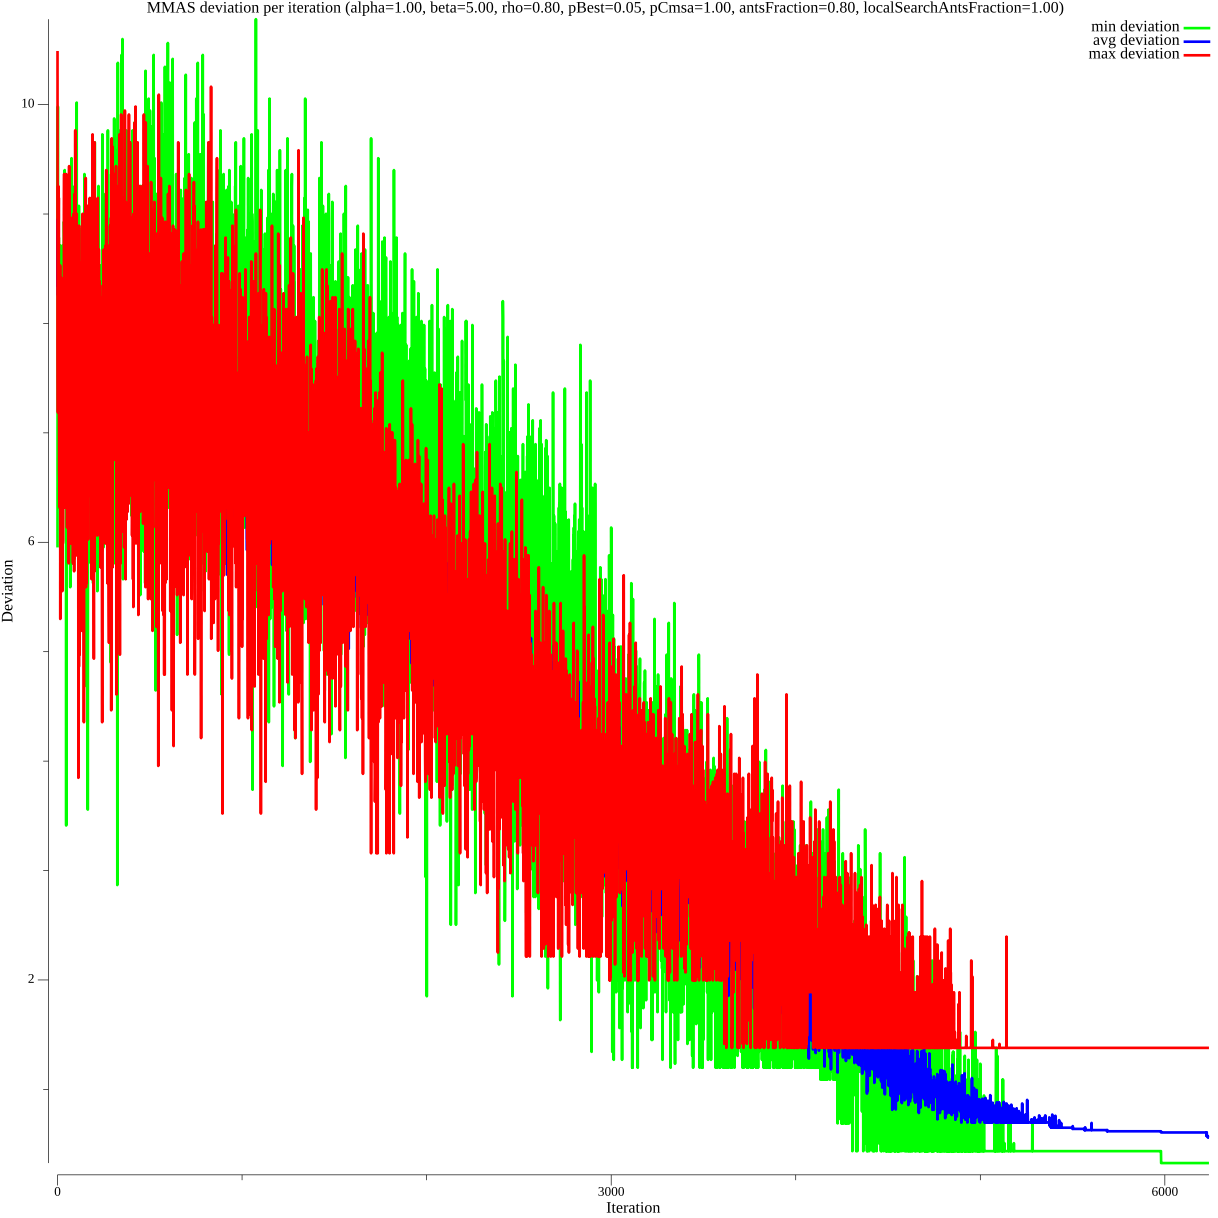 MMAS deviation per iteration (alpha=1.00, beta=5.00, rho=0.80, pBest=0.05, pCmsa=1.00, antsFraction=0.80, localSearchAntsFraction=1.00)
min deviation
avg deviation
max deviation
10
6
2
Deviation
0
3000
6000
Iteration